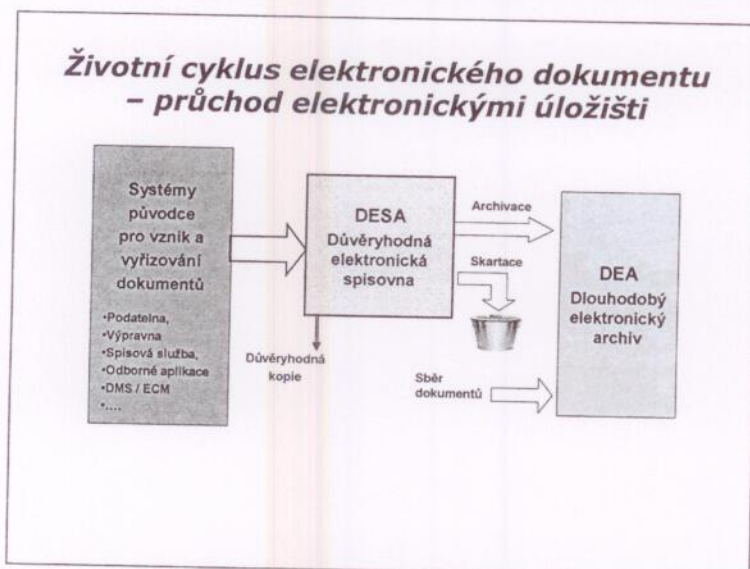 Životní cyklus elektronického dokumentu
– průchod elektronickými úložišti
Systémy
původce
pro vznik a
vyřizování
dokumentů
•Podatelna,
•Výpravna
•Spisová služba,
•Odborné aplikace
•DMS / ECM
•....
DESA
Důvěryhodná
elektronická
spisovna
Důvěryhodná
kopie
Archivace
Skartace
Sběr
dokumentů
DEA
Dlouhodobý
elektronický
archiv